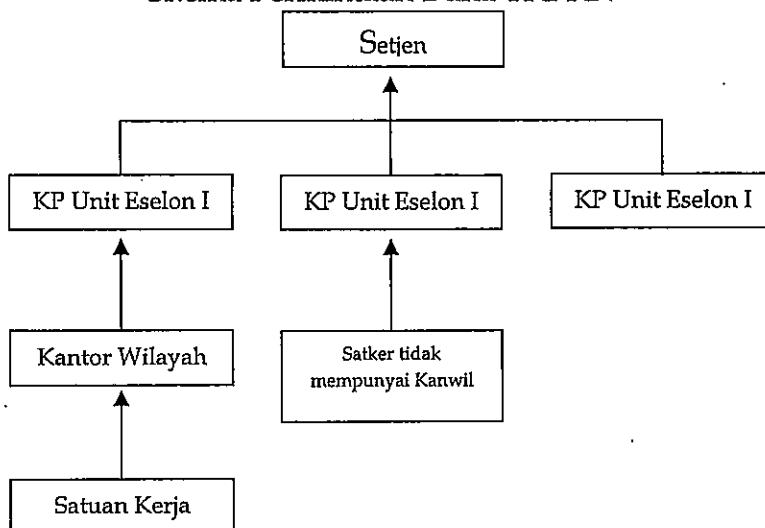 Setjen
KP Unit Eselon I
KP Unit Eselon I
KP Unit Eselon I
Kantor Wilayah
Satker tidak
mempunyai Kanwil
Satuan Kerja